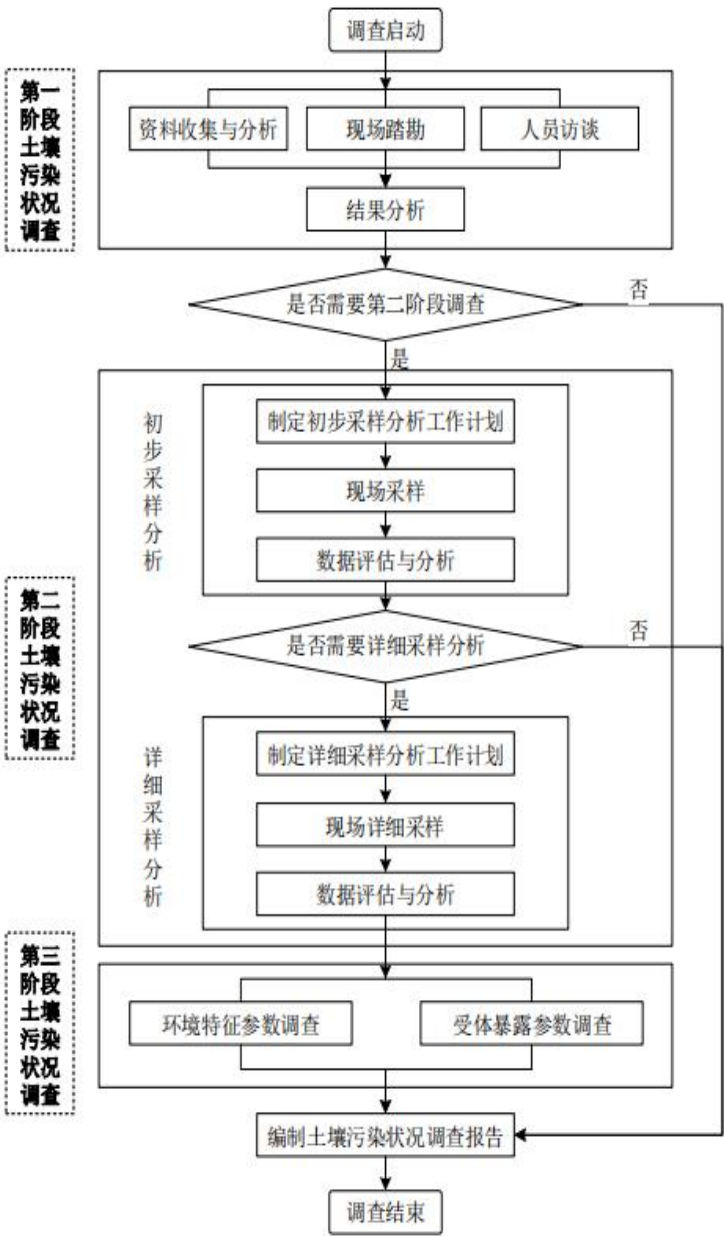 调查启动
第一
阶段
土壤
污染
状况
调查
资料收集与分析
现场踏勘
人员访谈
结果分析
是否需要第二阶段调查
否
是
初
步
采
样
分
析
制定初步采样分析工作计划
现场采样
数据评估与分析
第二
阶段
土壤
污染
状况
调查
是否需要详细采样分析
否
是
详
细
采
样
分
析
制定详细采样分析工作计划
现场详细采样
数据评估与分析
第三
阶段
土壤
污染
状况
调查
环境特征参数调查
受体暴露参数调查
编制土壤污染状况调查报告
调查结束